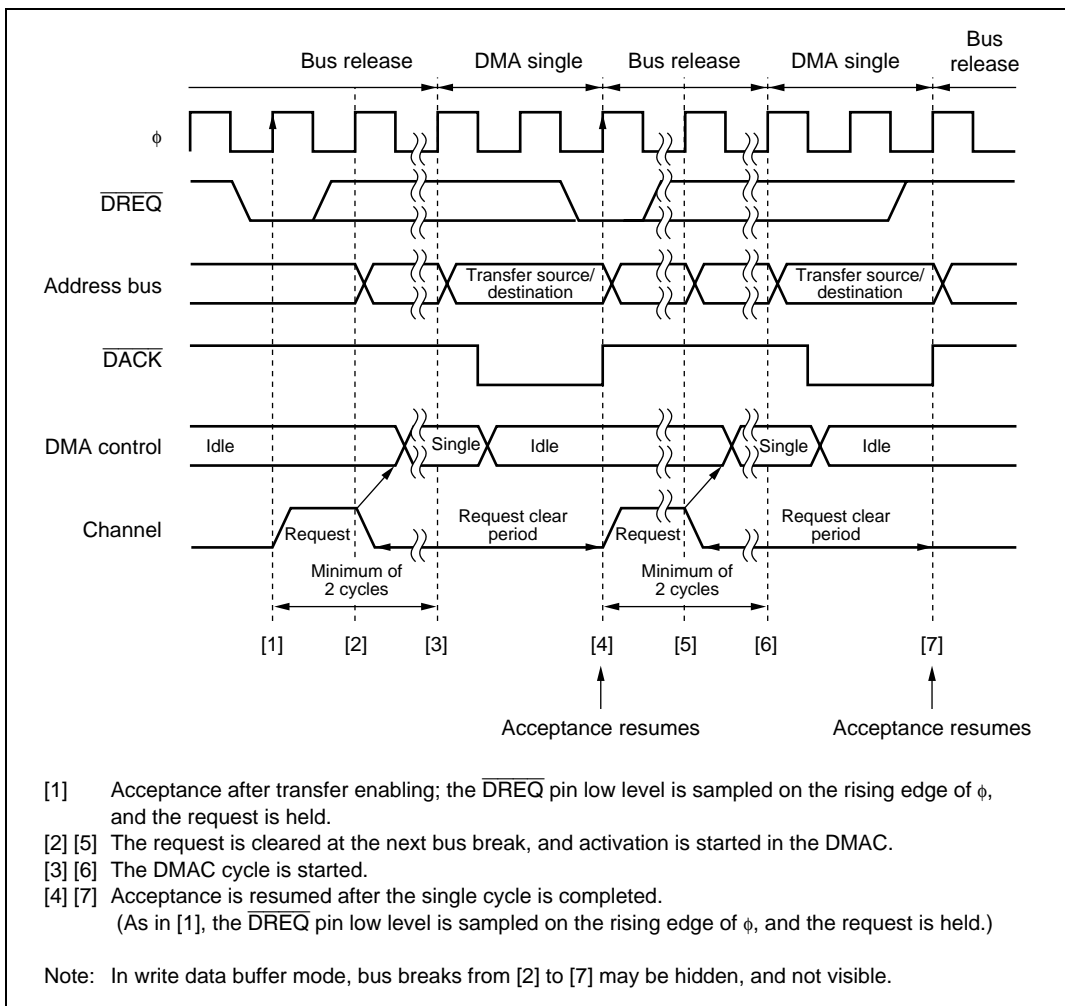 Bus release
DMA single
Bus release
DMA single
Bus
release
φ
DREQ
Address bus
Transfer source/
destination
Transfer source/
destination
DACK
DMA control
Idle
Single
Idle
Single
Idle
Channel
Request
Request clear
period
Request
Request clear
period
Minimum of
2 cycles
Minimum of
2 cycles
[1] [2] [3] [4] [5] [6] [7]
Acceptance resumes
Acceptance resumes
[1] Acceptance after transfer enabling; the DREQ pin low level is sampled on the rising edge of φ,
and the request is held.
[2] [5] The request is cleared at the next bus break, and activation is started in the DMAC.
[3] [6] The DMAC cycle is started.
[4] [7] Acceptance is resumed after the single cycle is completed.
(As in [1], the DREQ pin low level is sampled on the rising edge of φ, and the request is held.)
Note: In write data buffer mode, bus breaks from [2] to [7] may be hidden, and not visible.